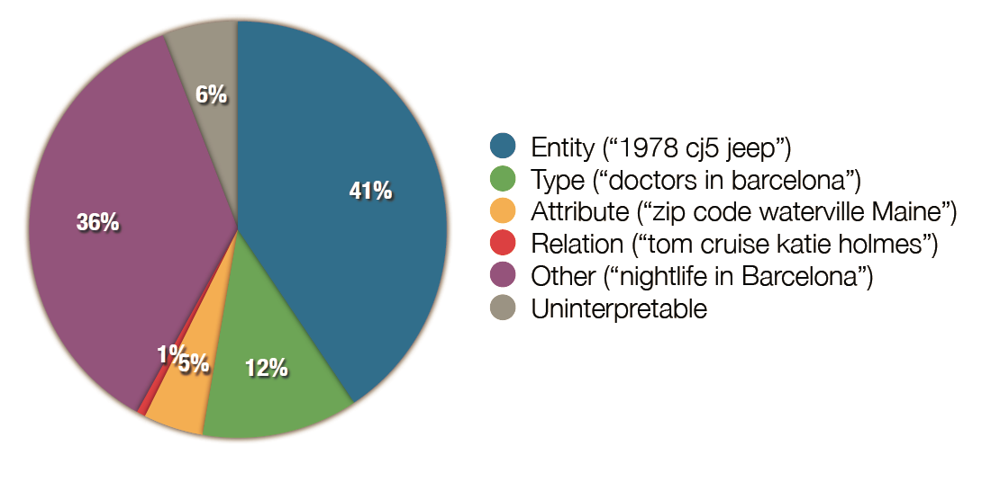 6%
41%
36%
1%
5%
12%
Entity (“1978 cj5 jeep”)
Type (“doctors in barcelona”)
Attribute (“zip code waterville Maine”)
Relation (“tom cruise katie holmes”)
Other (“nightlife in Barcelona”)
Uninterpretable